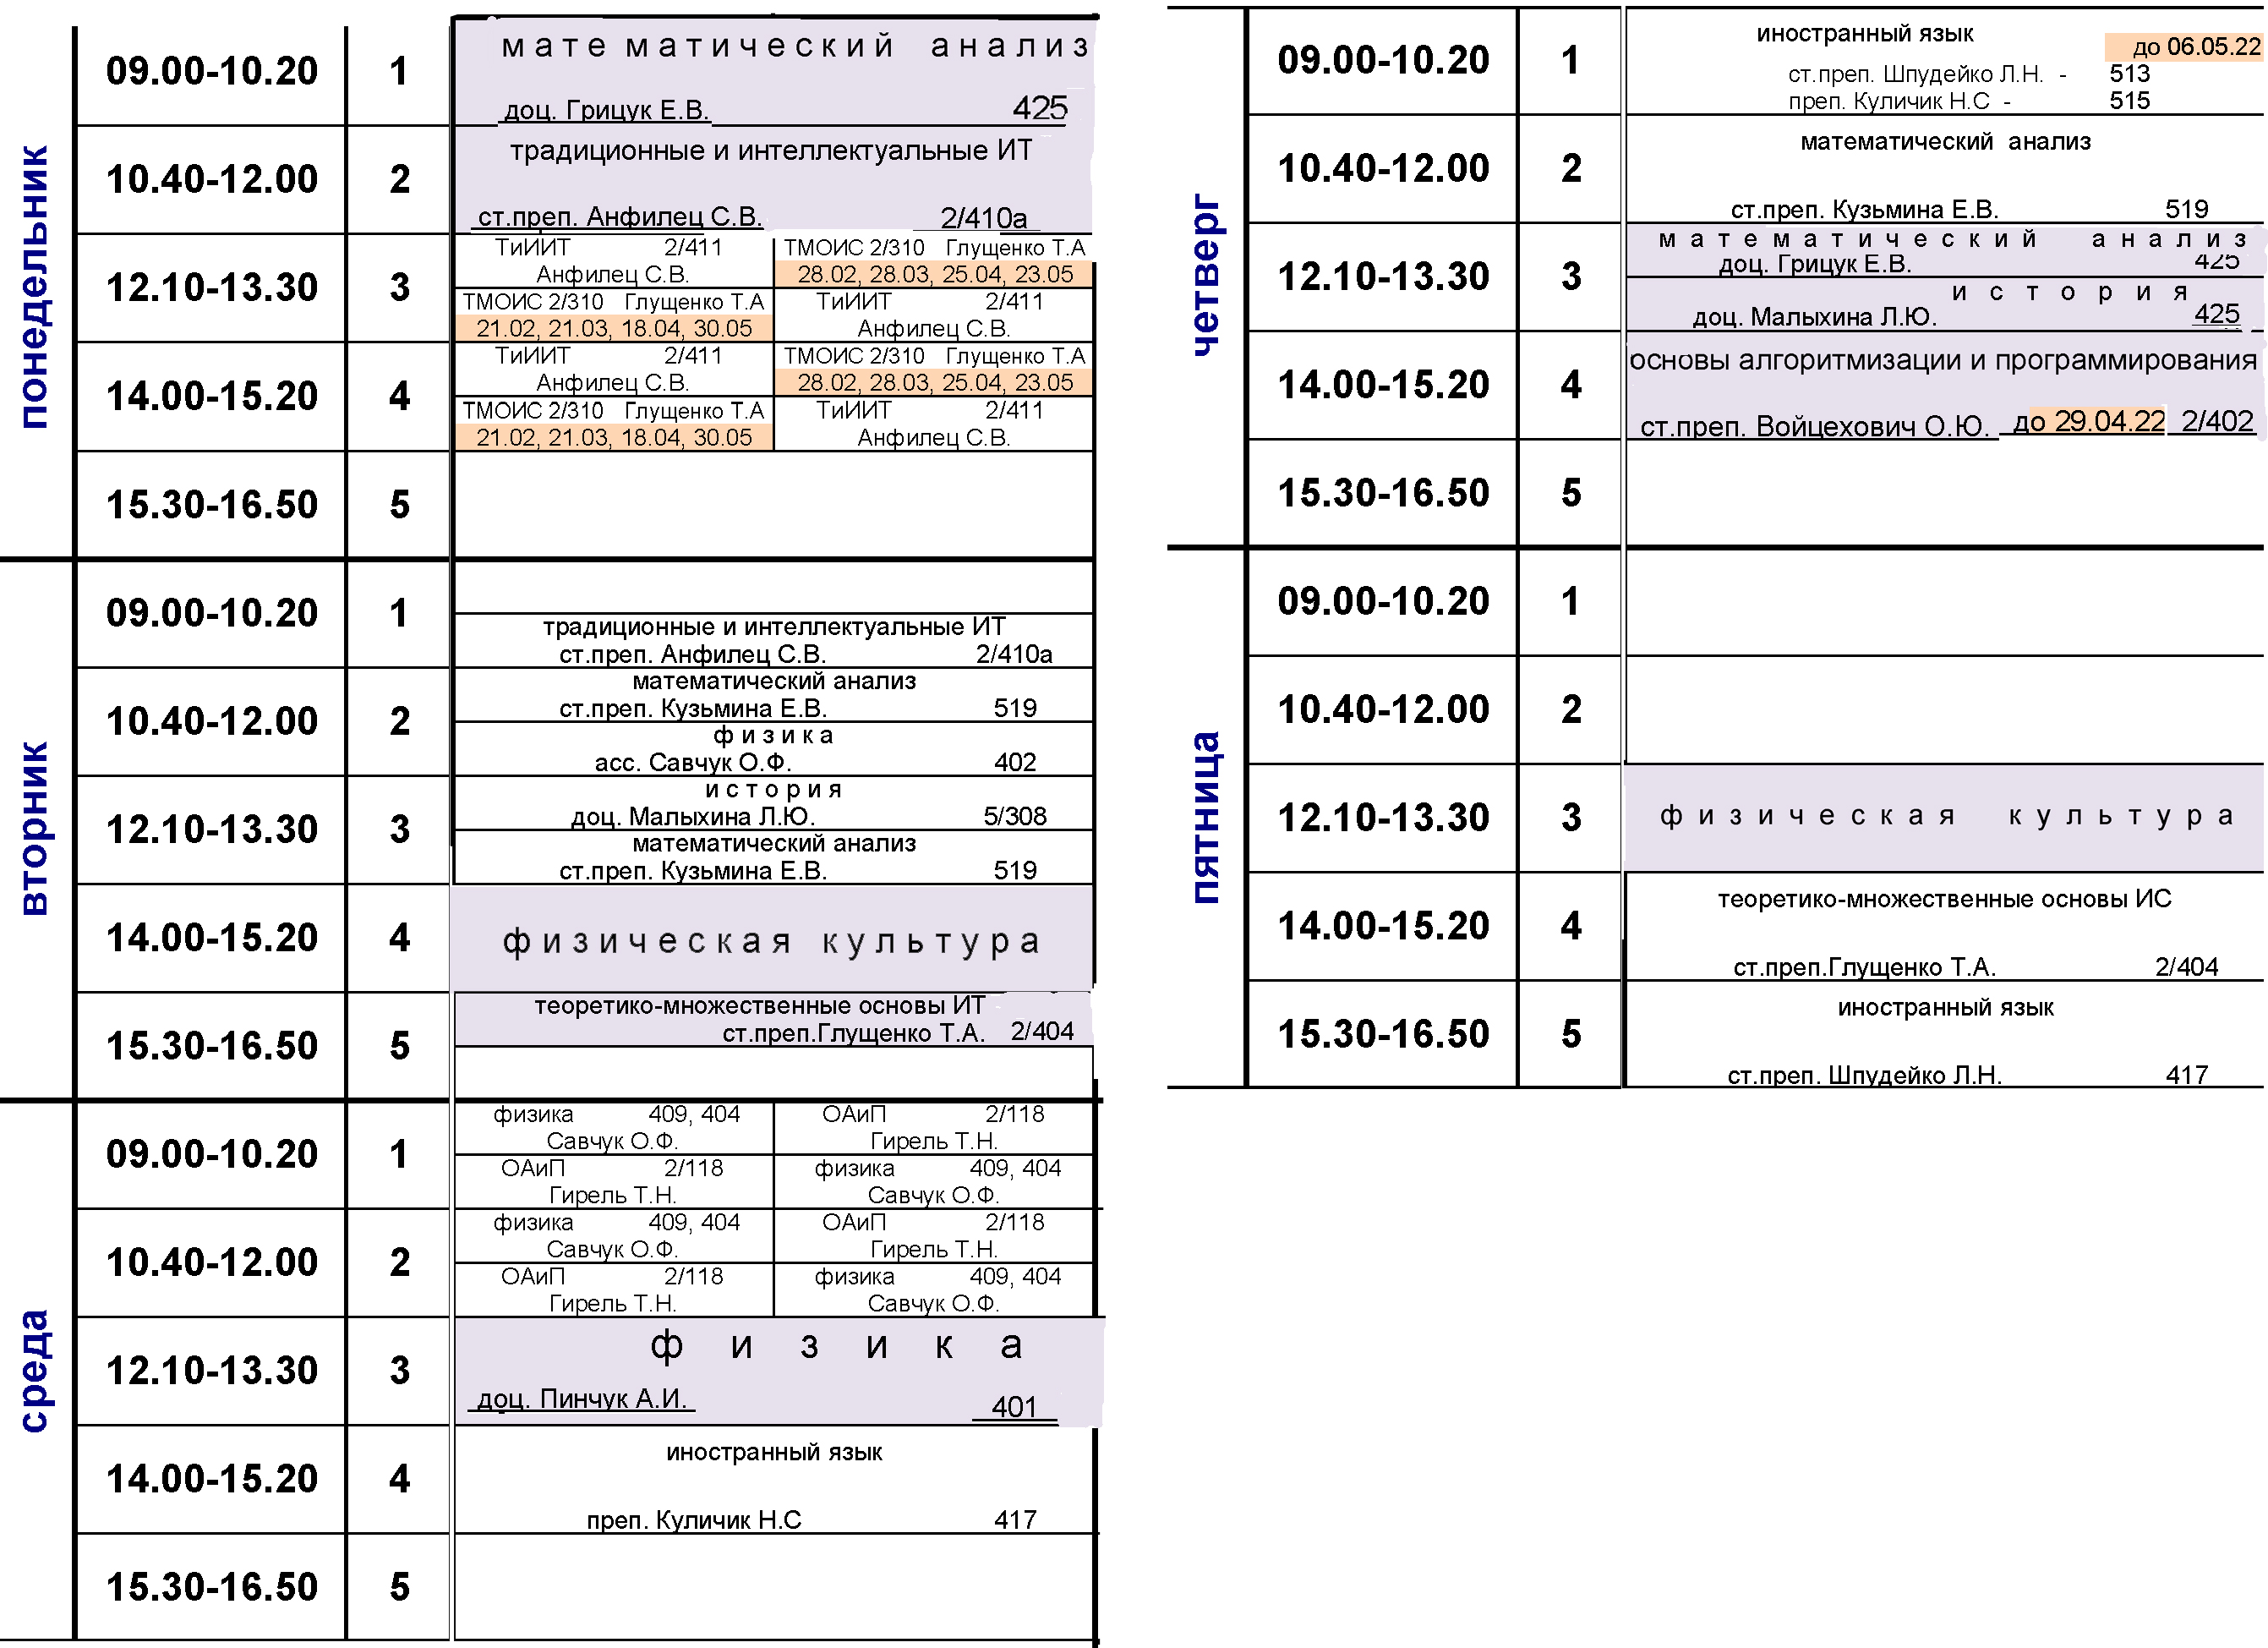 понедельник
09.00-10.20 1
математический анализ
доц. Грицук Е.В. 425
10.40-12.00 2
традиционные и интеллектуальные ИТ
ст.преп. Анфилец С.В. 2/410а
12.10-13.30 3
ТиИИТ 2/411 ТМОИС 2/310 Глущенко Т.А
Анфилец С.В. 28.02, 28.03, 25.04, 23.05
ТМОИС 2/310 Глущенко Т.А ТиИИТ 2/411
21.02, 21.03, 18.04, 30.05 Анфилец С.В.
14.00-15.20 4
ТиИИТ 2/411 ТМОИС 2/310 Глущенко Т.А
Анфилец С.В. 28.02, 28.03, 25.04, 23.05
ТМОИС 2/310 Глущенко Т.А ТиИИТ 2/411
21.02, 21.03, 18.04, 30.05 Анфилец С.В.
15.30-16.50 5
вторник
09.00-10.20 1
традиционные и интеллектуальные ИТ
ст.преп. Анфилец С.В. 2/410а
10.40-12.00 2
математический анализ
ст.преп. Кузьмина Е.В. 519
физика
асс. Савчук О.Ф. 402
12.10-13.30 3
история
доц. Малыхина Л.Ю. 5/308
математический анализ
ст.преп. Кузьмина Е.В. 519
14.00-15.20 4
физическая культура
15.30-16.50 5
теоретико-множественные основы ИТ
ст.преп.Глущенко Т.А. 2/404
среда
09.00-10.20 1
физика 409, 404 ОАиП 2/118
Савчук О.Ф. Гирель Т.Н.
ОАиП 2/118 физика 409, 404
Гирель Т.Н. Савчук О.Ф.
10.40-12.00 2
физика 409, 404 ОАиП 2/118
Савчук О.Ф. Гирель Т.Н.
ОАиП 2/118 физика 409, 404
Гирель Т.Н. Савчук О.Ф.
12.10-13.30 3
физика
доц. Пинчук А.И. 401
14.00-15.20 4
иностранный язык
преп. Куличик Н.С 417
15.30-16.50 5
четверг
09.00-10.20 1
иностранный язык
до 06.05.22
ст.преп. Шпудейко Л.Н. - 513
преп. Куличик Н.С - 515
10.40-12.00 2
математический анализ
ст.преп. Кузьмина Е.В. 519
12.10-13.30 3
математический анализ
доц. Грицук Е.В. 425
история
доц. Малыхина Л.Ю. 425
14.00-15.20 4
основы алгоритмизации и программирования
ст.преп. Войцехович О.Ю. до 29.04.22 2/402
15.30-16.50 5
пятница
09.00-10.20 1
10.40-12.00 2
12.10-13.30 3
физическая культура
14.00-15.20 4
теоретико-множественные основы ИС
ст.преп.Глущенко Т.А. 2/404
15.30-16.50 5
иностранный язык
ст.преп. Шпудейко Л.Н. 417